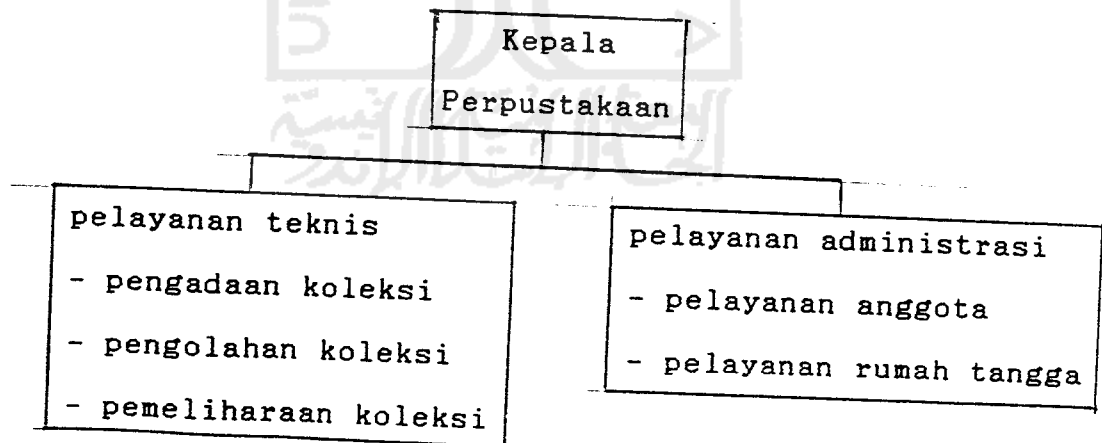 Kepala
Perpustakaan
pelayanan teknis
- pengadaan koleksi
- pengolahan koleksi
- pemeliharaan koleksi
pelayanan administrasi
- pelayanan anggota
- pelayanan rumah tangga